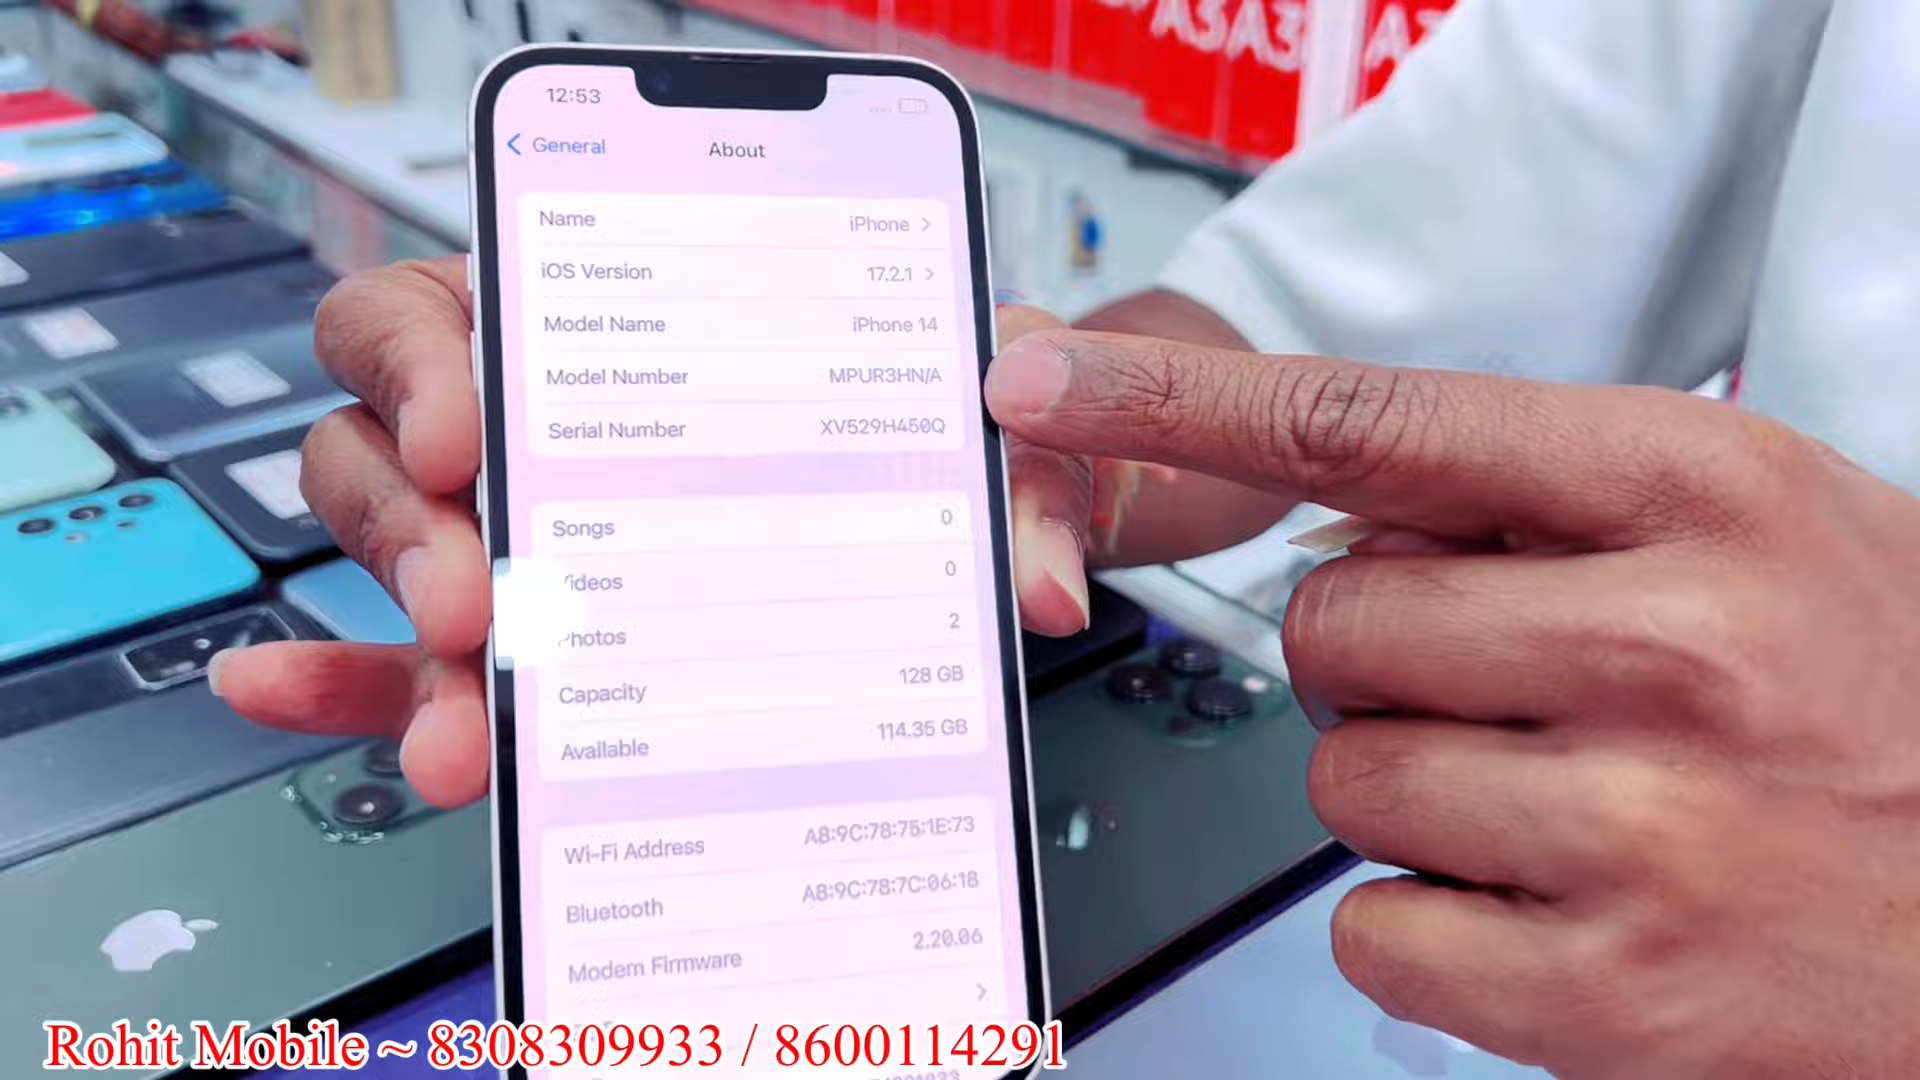 A3A3
A3
12:53
General
About
Name iPhone
iOS Version 17.2.1
Model Name iPhone 14
Model Number MPUR3HN/A
Serial Number XV529H450Q
Songs 0
Videos 0
Photos 2
Capacity 128 GB
Available 114.35 GB
Wi-Fi Address A8:9C:78:75:1E:73
Bluetooth A8:9C:78:7C:06:18
Modem Firmware 2.20.06
Rohit Mobile ~ 8308309933 / 8600114291